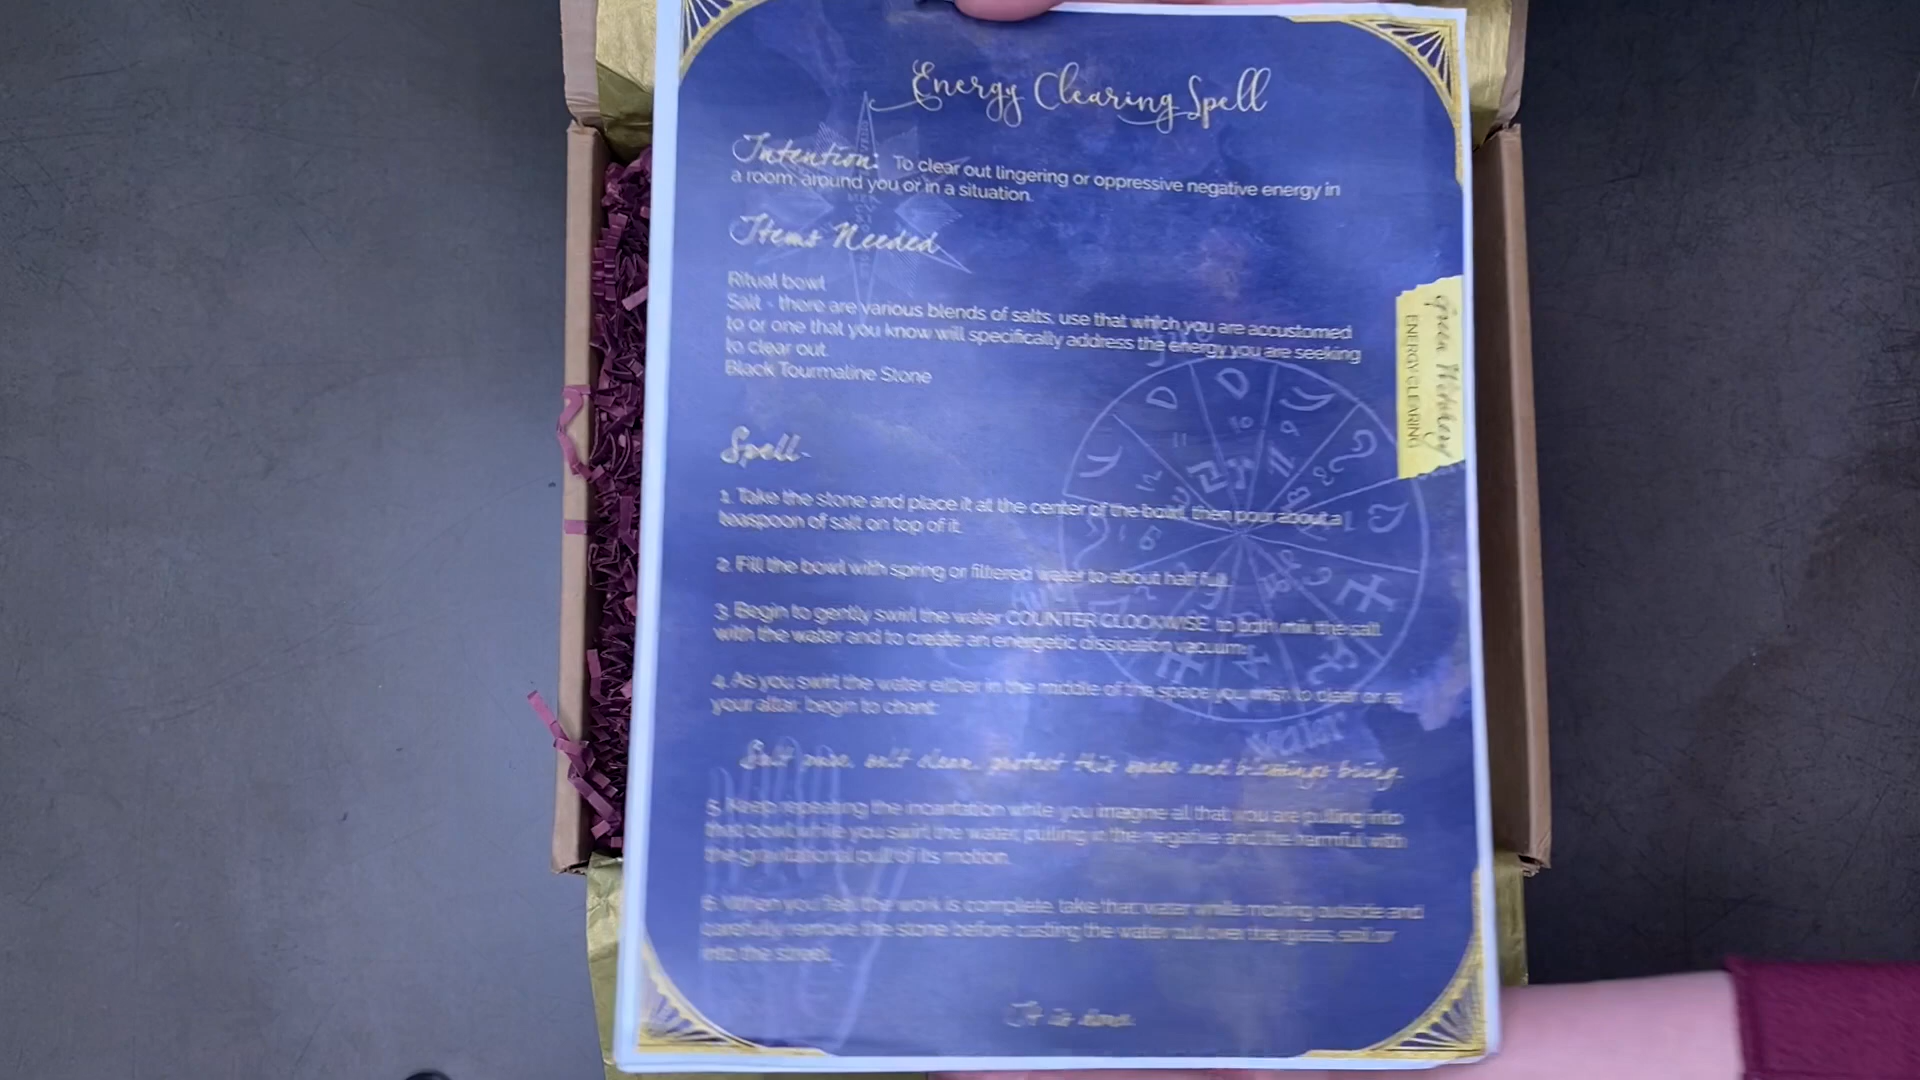 Energy Clearing Spell
Intention: To clear out lingering or oppressive negative energy in
a room, around you or in a situation.
Items Needed
Ritual bowl
Salt - there are various blends of salts, use that which you are accustomed
to or one that you know will specifically address the energy you are seeking
to clear out.
Black Tourmaline Stone
Spell-
1. Take the stone and place it at the center of the bowl, then pour about a
teaspoon of salt on top of it.
2. Fill the bowl with spring or filtered water to about half full.
3. Begin to gently swirl the water COUNTER CLOCKWISE, to both mix the salt
with the water and to create an energetic dissipation vacuum.
4. As you swirl the water either in the middle of the space you wish to clear or at
your altar, begin to chant:
Salt pure, salt clean, protect this space and blessings bring.
5. Keep repeating the incantation while you imagine all that you are pulling into
that bowl while you swirl the water, pulling in the negative and the harmful with
the gravitational pull of its motion.
6. When you feel the work is complete, take that water while moving outside and
carefully remove the stone before casting the water out over the grass, soil or
into the street.
It is done.
Green Witchery
ENERGY CLEARING
water